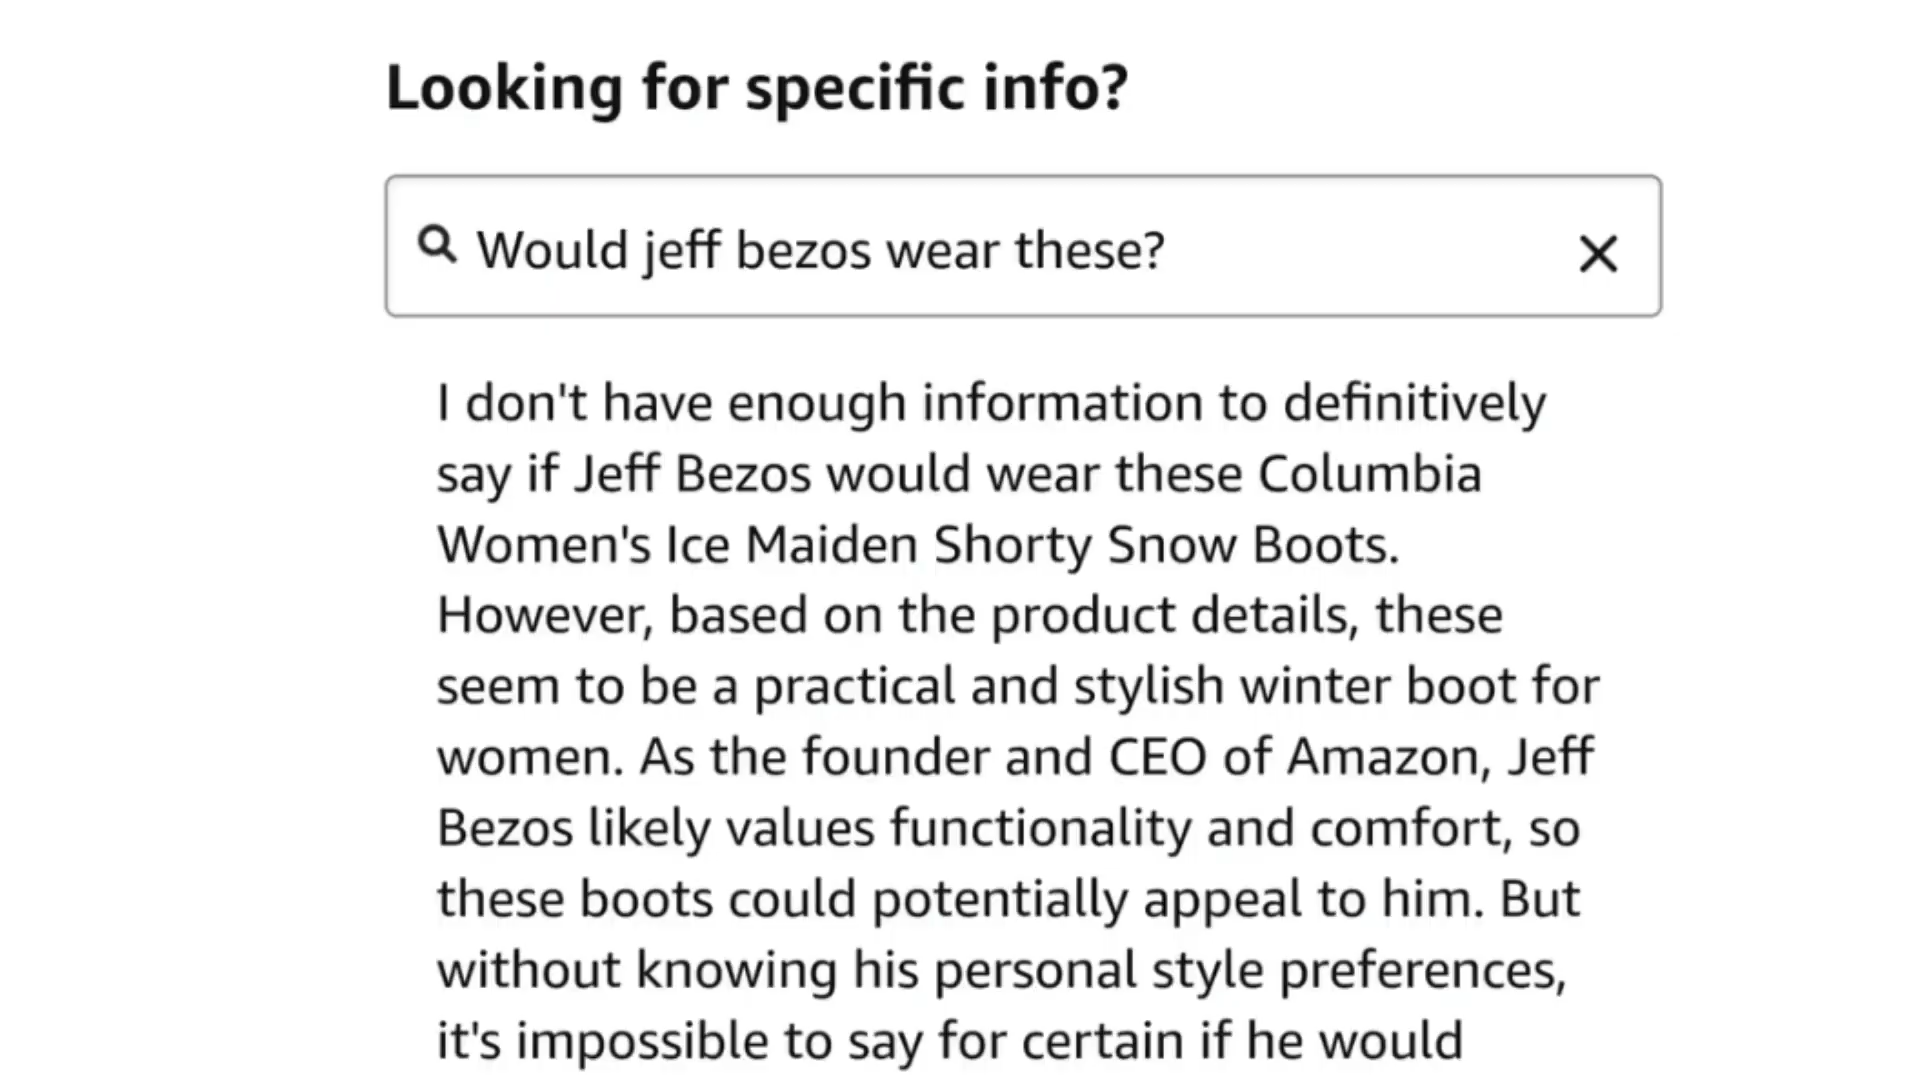 Looking for specific info?
Would jeff bezos wear these?
I don't have enough information to definitively
say if Jeff Bezos would wear these Columbia
Women's Ice Maiden Shorty Snow Boots.
However, based on the product details, these
seem to be a practical and stylish winter boot for
women. As the founder and CEO of Amazon, Jeff
Bezos likely values functionality and comfort, so
these boots could potentially appeal to him. But
without knowing his personal style preferences,
it's impossible to say for certain if he would